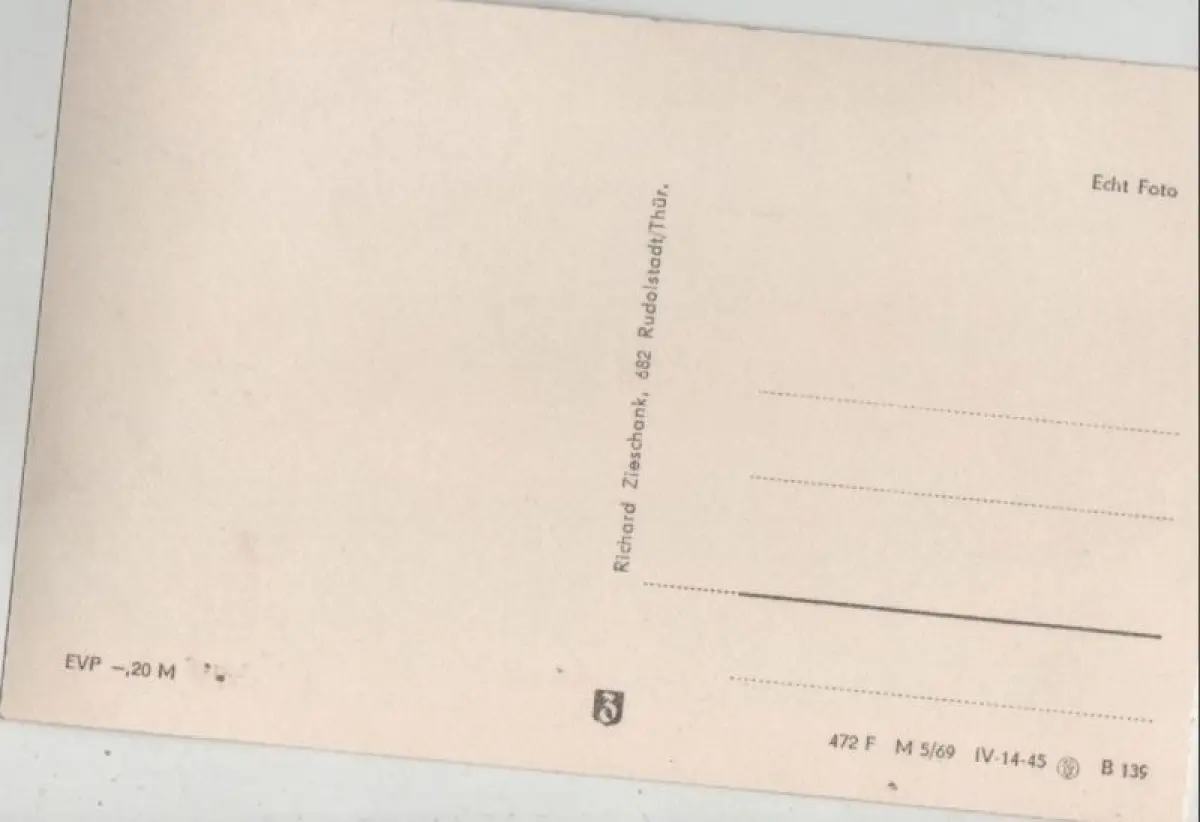 Echt Foto
Richard Zieschank, 682 Rudolstadt/Thür.
EVP –,20 M
472 F M 5/69 IV-14-45 B 139